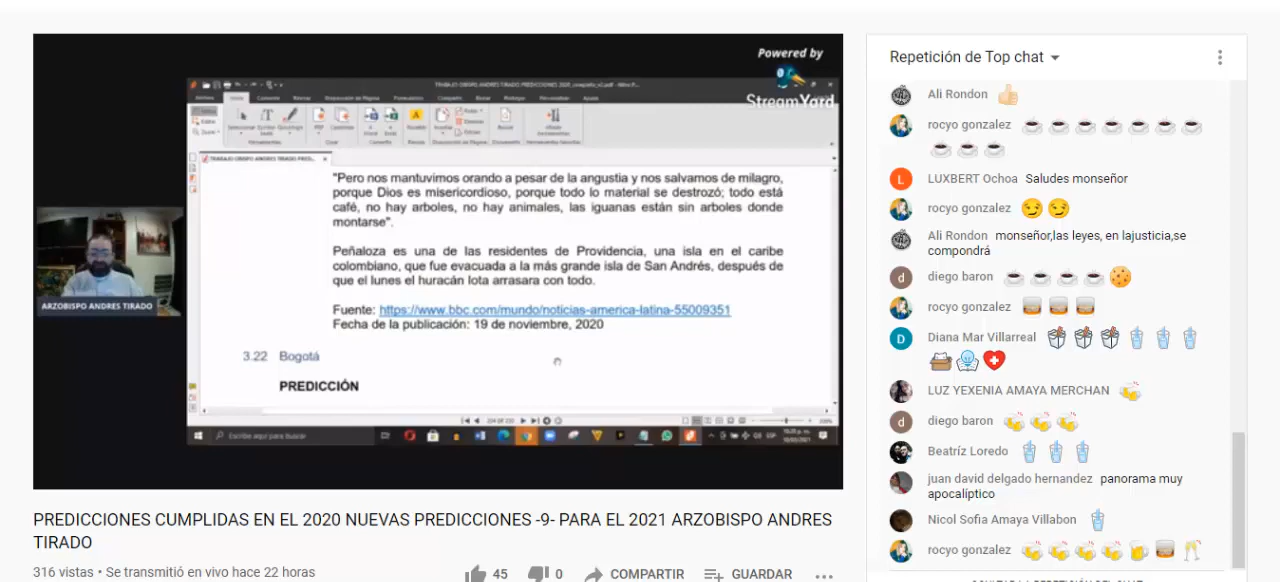 Powered by
StreamYard
"Pero nos mantuvimos orando a pesar de la angustia y nos salvamos de milagro,
porque Dios es misericordioso, porque todo lo material se destrozó; todo está
café, no hay arboles, no hay animales, las iguanas están sin arboles donde
montarse".
Peñaloza es una de las residentes de Providencia, una isla en el caribe
colombiano, que fue evacuada a la más grande isla de San Andrés, después de
que el lunes el huracán Iota arrasara con todo.
Fuente: https://www.bbc.com/mundo/noticias-america-latina-55009351
Fecha de la publicación: 19 de noviembre, 2020
3.22 Bogotá
PREDICCIÓN
ARZOBISPO ANDRES TIRADO
Escribe aquí para buscar
PREDICCIONES CUMPLIDAS EN EL 2020 NUEVAS PREDICCIONES -9- PARA EL 2021 ARZOBISPO ANDRES
TIRADO
316 vistas • Se transmitió en vivo hace 22 horas
45 0 COMPARTIR GUARDAR
Repetición de Top chat
Ali Rondon
rocyo gonzalez
L LUXBERT Ochoa Saludes monseñor
rocyo gonzalez
Ali Rondon monseñor,las leyes, en lajusticia,se
compondrá
d diego baron
rocyo gonzalez
D Diana Mar Villarreal
LUZ YEXENIA AMAYA MERCHAN
d diego baron
Beatríz Loredo
juan david delgado hernandez panorama muy
apocalíptico
Nicol Sofia Amaya Villabon
rocyo gonzalez